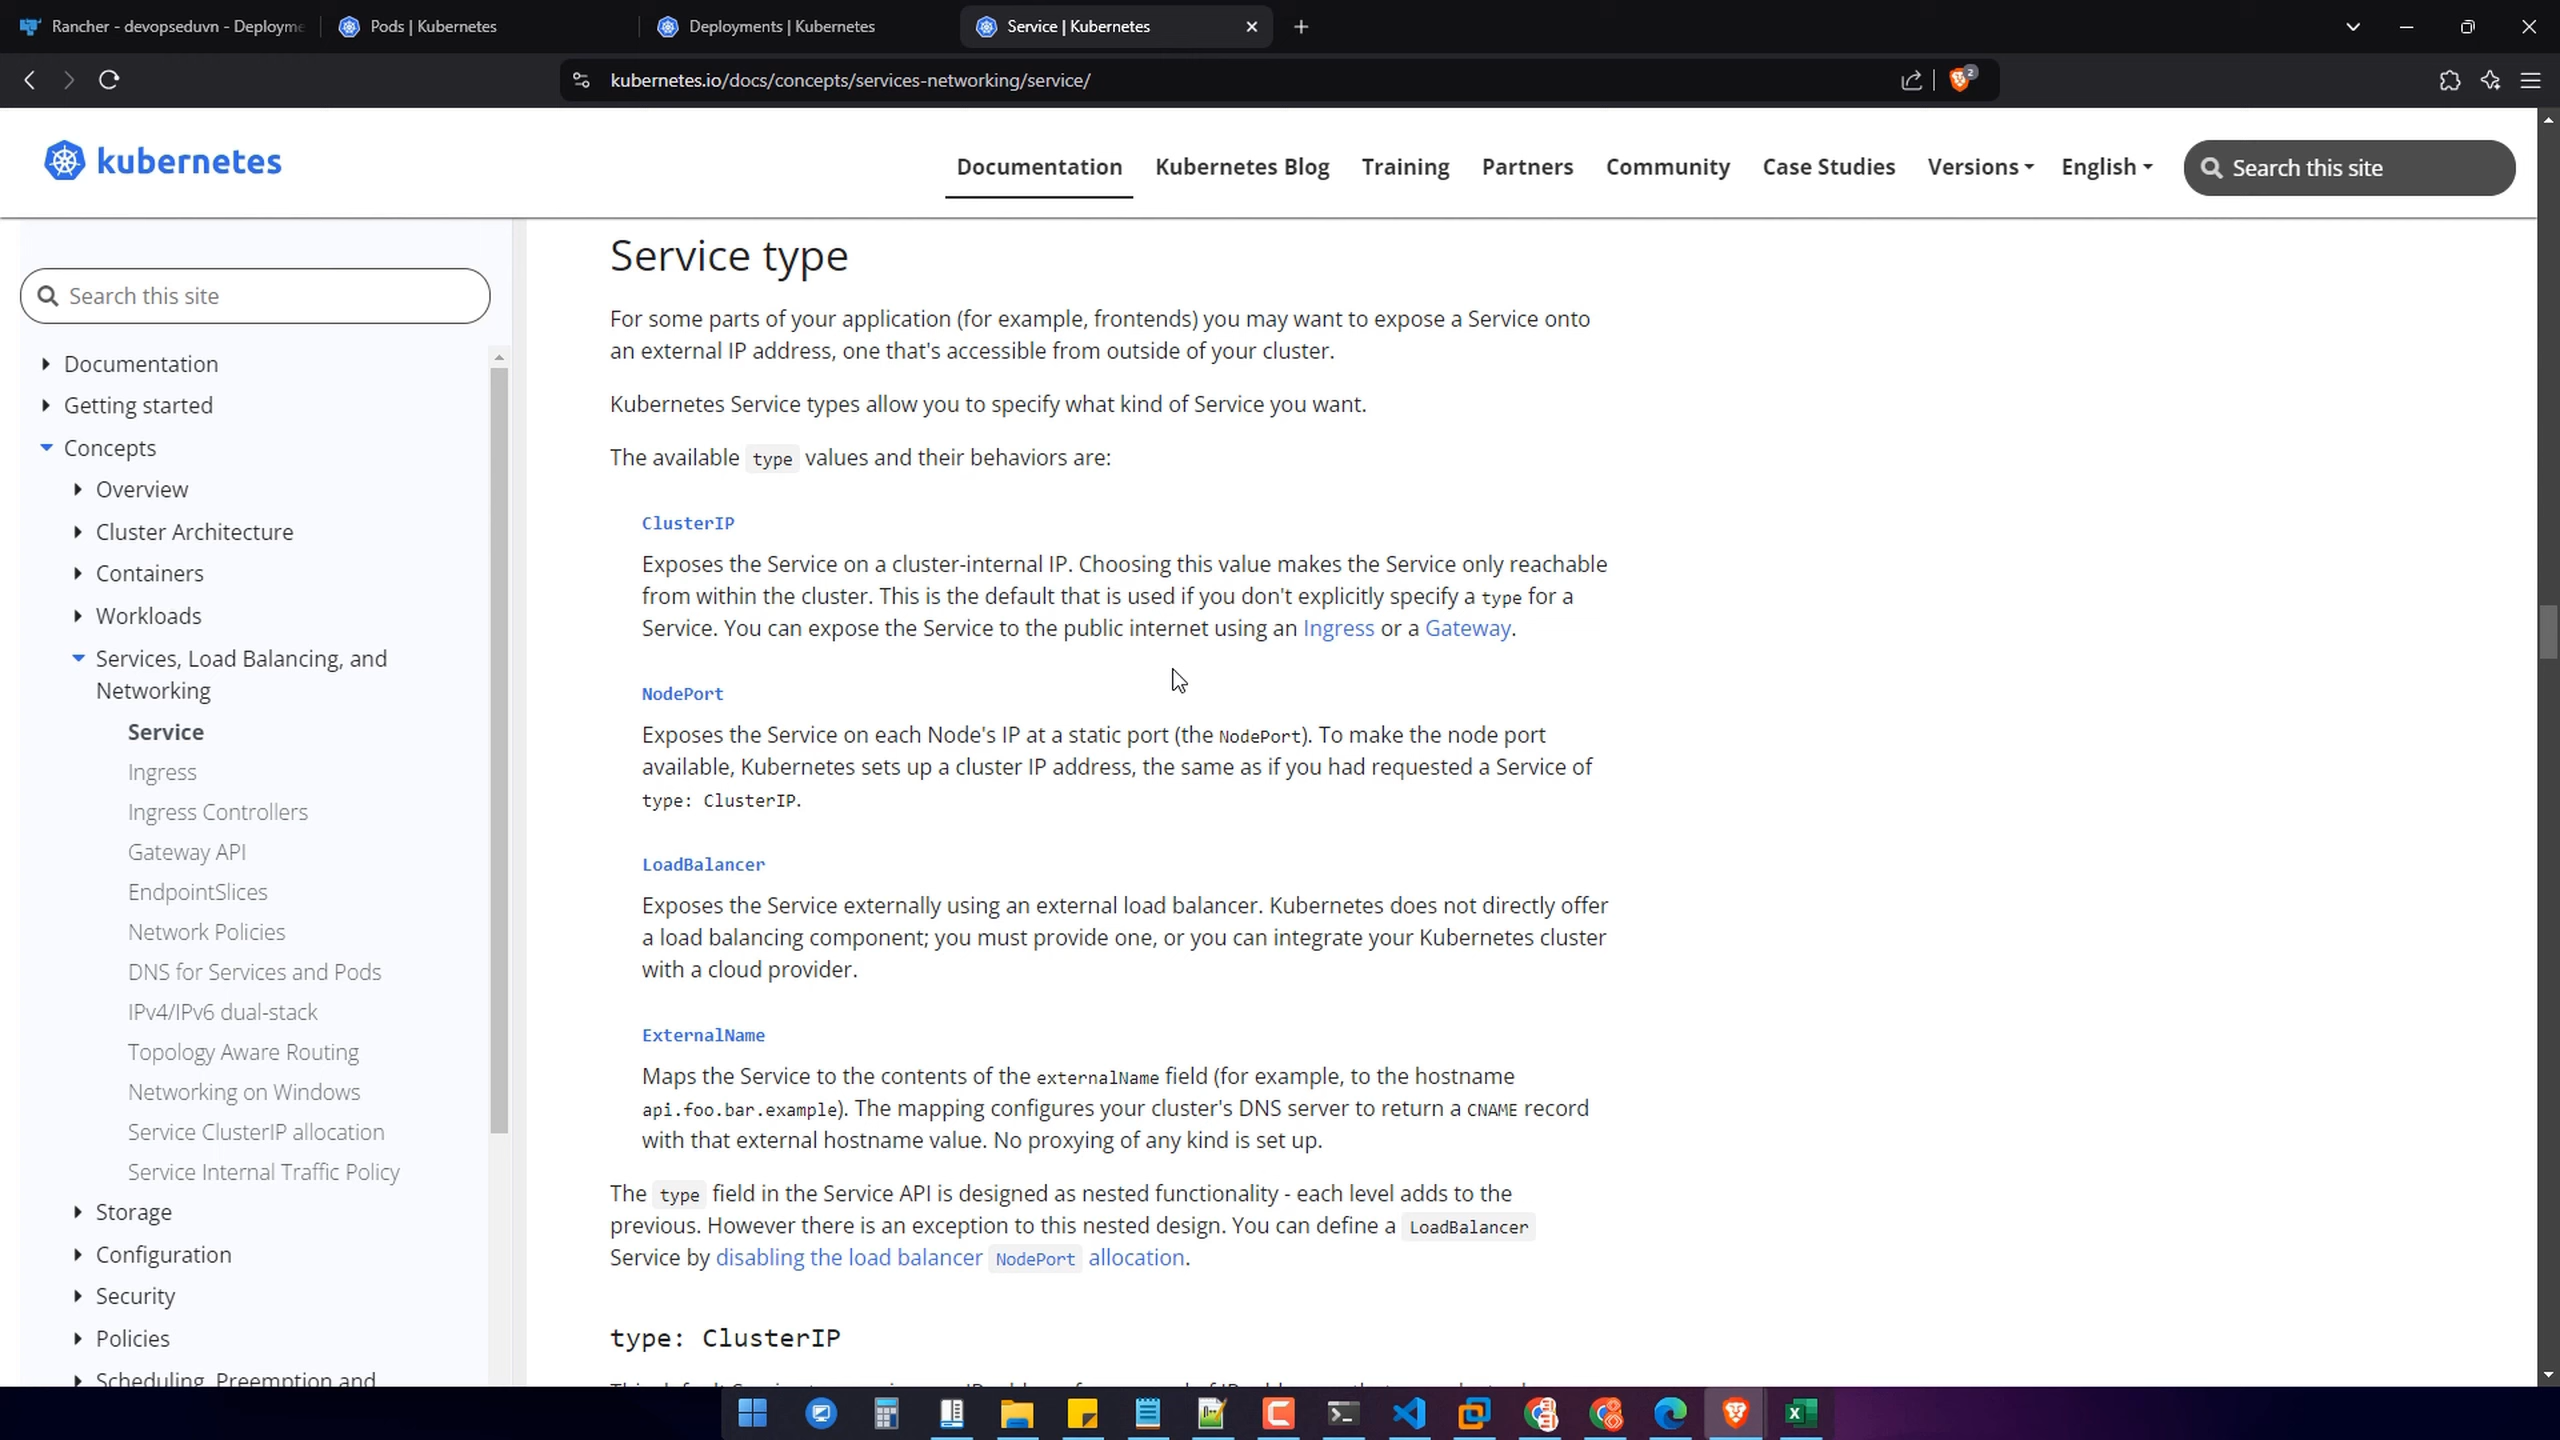 Rancher - devopseduvn - Deployme
Pods | Kubernetes
Deployments | Kubernetes
Service | Kubernetes
kubernetes.io/docs/concepts/services-networking/service/
2
kubernetes
Documentation
Kubernetes Blog
Training
Partners
Community
Case Studies
Versions
English
Search this site
Search this site
Documentation
Getting started
Concepts
Overview
Cluster Architecture
Containers
Workloads
Services, Load Balancing, and
Networking
Service
Ingress
Ingress Controllers
Gateway API
EndpointSlices
Network Policies
DNS for Services and Pods
IPv4/IPv6 dual-stack
Topology Aware Routing
Networking on Windows
Service ClusterIP allocation
Service Internal Traffic Policy
Storage
Configuration
Security
Policies
Scheduling, Preemption and
Service type
For some parts of your application (for example, frontends) you may want to expose a Service onto
an external IP address, one that's accessible from outside of your cluster.
Kubernetes Service types allow you to specify what kind of Service you want.
The available type values and their behaviors are:
ClusterIP
Exposes the Service on a cluster-internal IP. Choosing this value makes the Service only reachable
from within the cluster. This is the default that is used if you don't explicitly specify a type for a
Service. You can expose the Service to the public internet using an Ingress or a Gateway.
NodePort
Exposes the Service on each Node's IP at a static port (the NodePort). To make the node port
available, Kubernetes sets up a cluster IP address, the same as if you had requested a Service of
type: ClusterIP.
LoadBalancer
Exposes the Service externally using an external load balancer. Kubernetes does not directly offer
a load balancing component; you must provide one, or you can integrate your Kubernetes cluster
with a cloud provider.
ExternalName
Maps the Service to the contents of the externalName field (for example, to the hostname
api.foo.bar.example). The mapping configures your cluster's DNS server to return a CNAME record
with that external hostname value. No proxying of any kind is set up.
The type field in the Service API is designed as nested functionality - each level adds to the
previous. However there is an exception to this nested design. You can define a LoadBalancer
Service by disabling the load balancer NodePort allocation.
type: ClusterIP